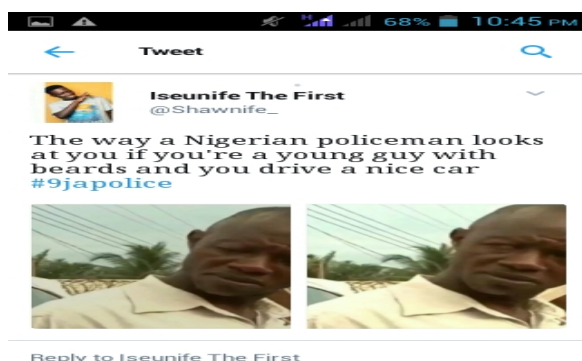 H 68% 10:45 PM
Tweet
Iseunife The First
@Shawnife_
The way a Nigerian policeman looks
at you if you're a young guy with
beards and you drive a nice car
#9japolice
Reply to Iseunife The First